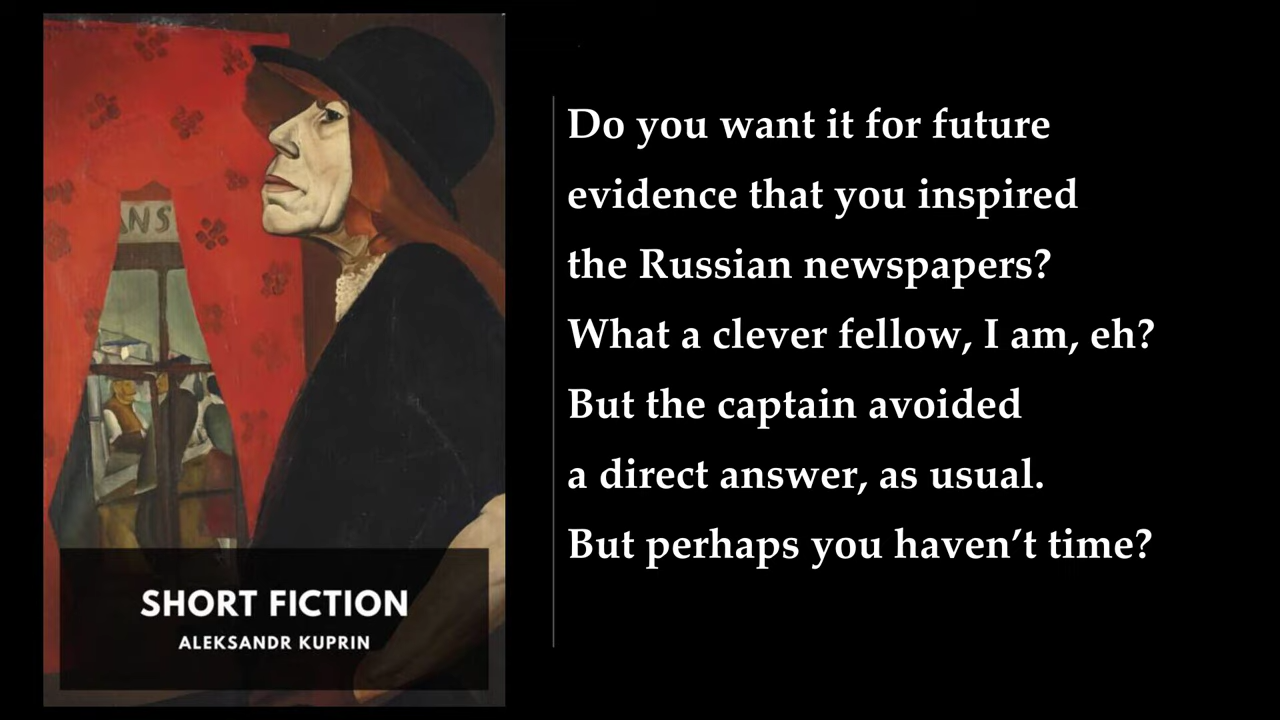 ANS
SHORT FICTION
ALEKSANDR KUPRIN
Do you want it for future
evidence that you inspired
the Russian newspapers?
What a clever fellow, I am, eh?
But the captain avoided
a direct answer, as usual.
But perhaps you haven’t time?